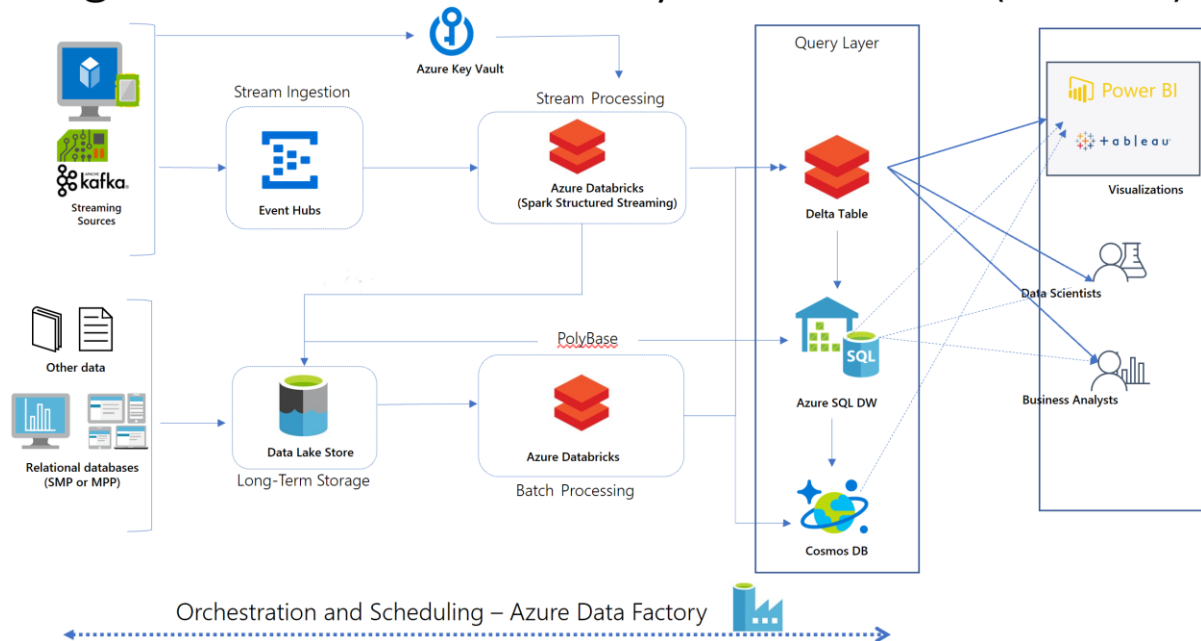 Azure Key Vault
Query Layer
Stream Ingestion
Stream Processing
Power BI
+ a b l e a u
Visualizations
APACHE
kafka
Streaming
Sources
Event Hubs
Azure Databricks
(Spark Structured Streaming)
Delta Table
Data Scientists
Other data
PolyBase
SQL
Azure SQL DW
Business Analysts
Relational databases
(SMP or MPP)
Data Lake Store
Long-Term Storage
Azure Databricks
Batch Processing
Cosmos DB
Orchestration and Scheduling – Azure Data Factory